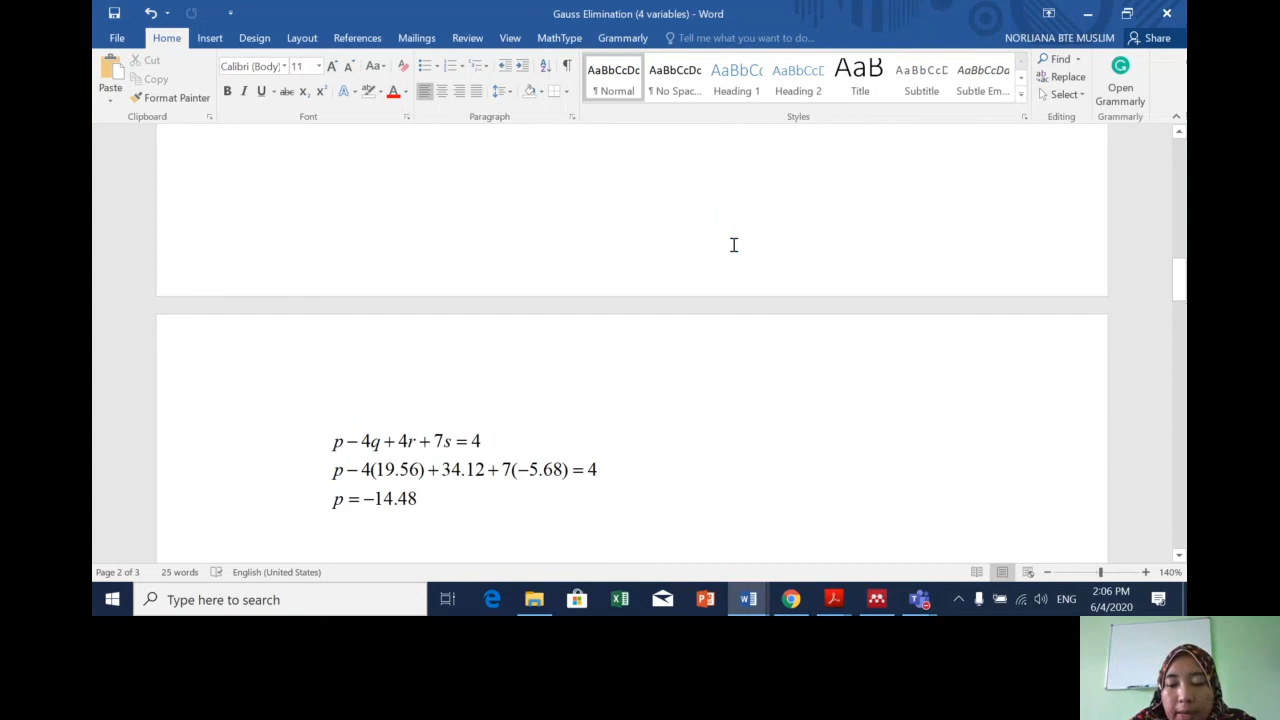 Gauss Elimination (4 variables) - Word
File Home Insert Design Layout References Mailings Review View MathType Grammarly Tell me what you want to do... NORLIANA BTE MUSLIM Share
Paste
Cut
Copy
Format Painter
Clipboard
Calibri (Body) 11 A A Aa
B I U abc X₂ X² A A
Font
Paragraph
AaBbCcDc AaBbCcDc AaBbCc AaBbCcD AaB AaBbCcD AaBbCcDa
¶ Normal ¶ No Spac... Heading 1 Heading 2 Title Subtitle Subtle Em...
Styles
Find
Replace
Select
Editing
Open
Grammarly
Grammarly
p − 4q + 4r + 7s = 4
p − 4(19.56) + 34.12 + 7(−5.68) = 4
p = −14.48
Page 2 of 3 25 words English (United States) 140%
Type here to search
ENG
2:06 PM
6/4/2020